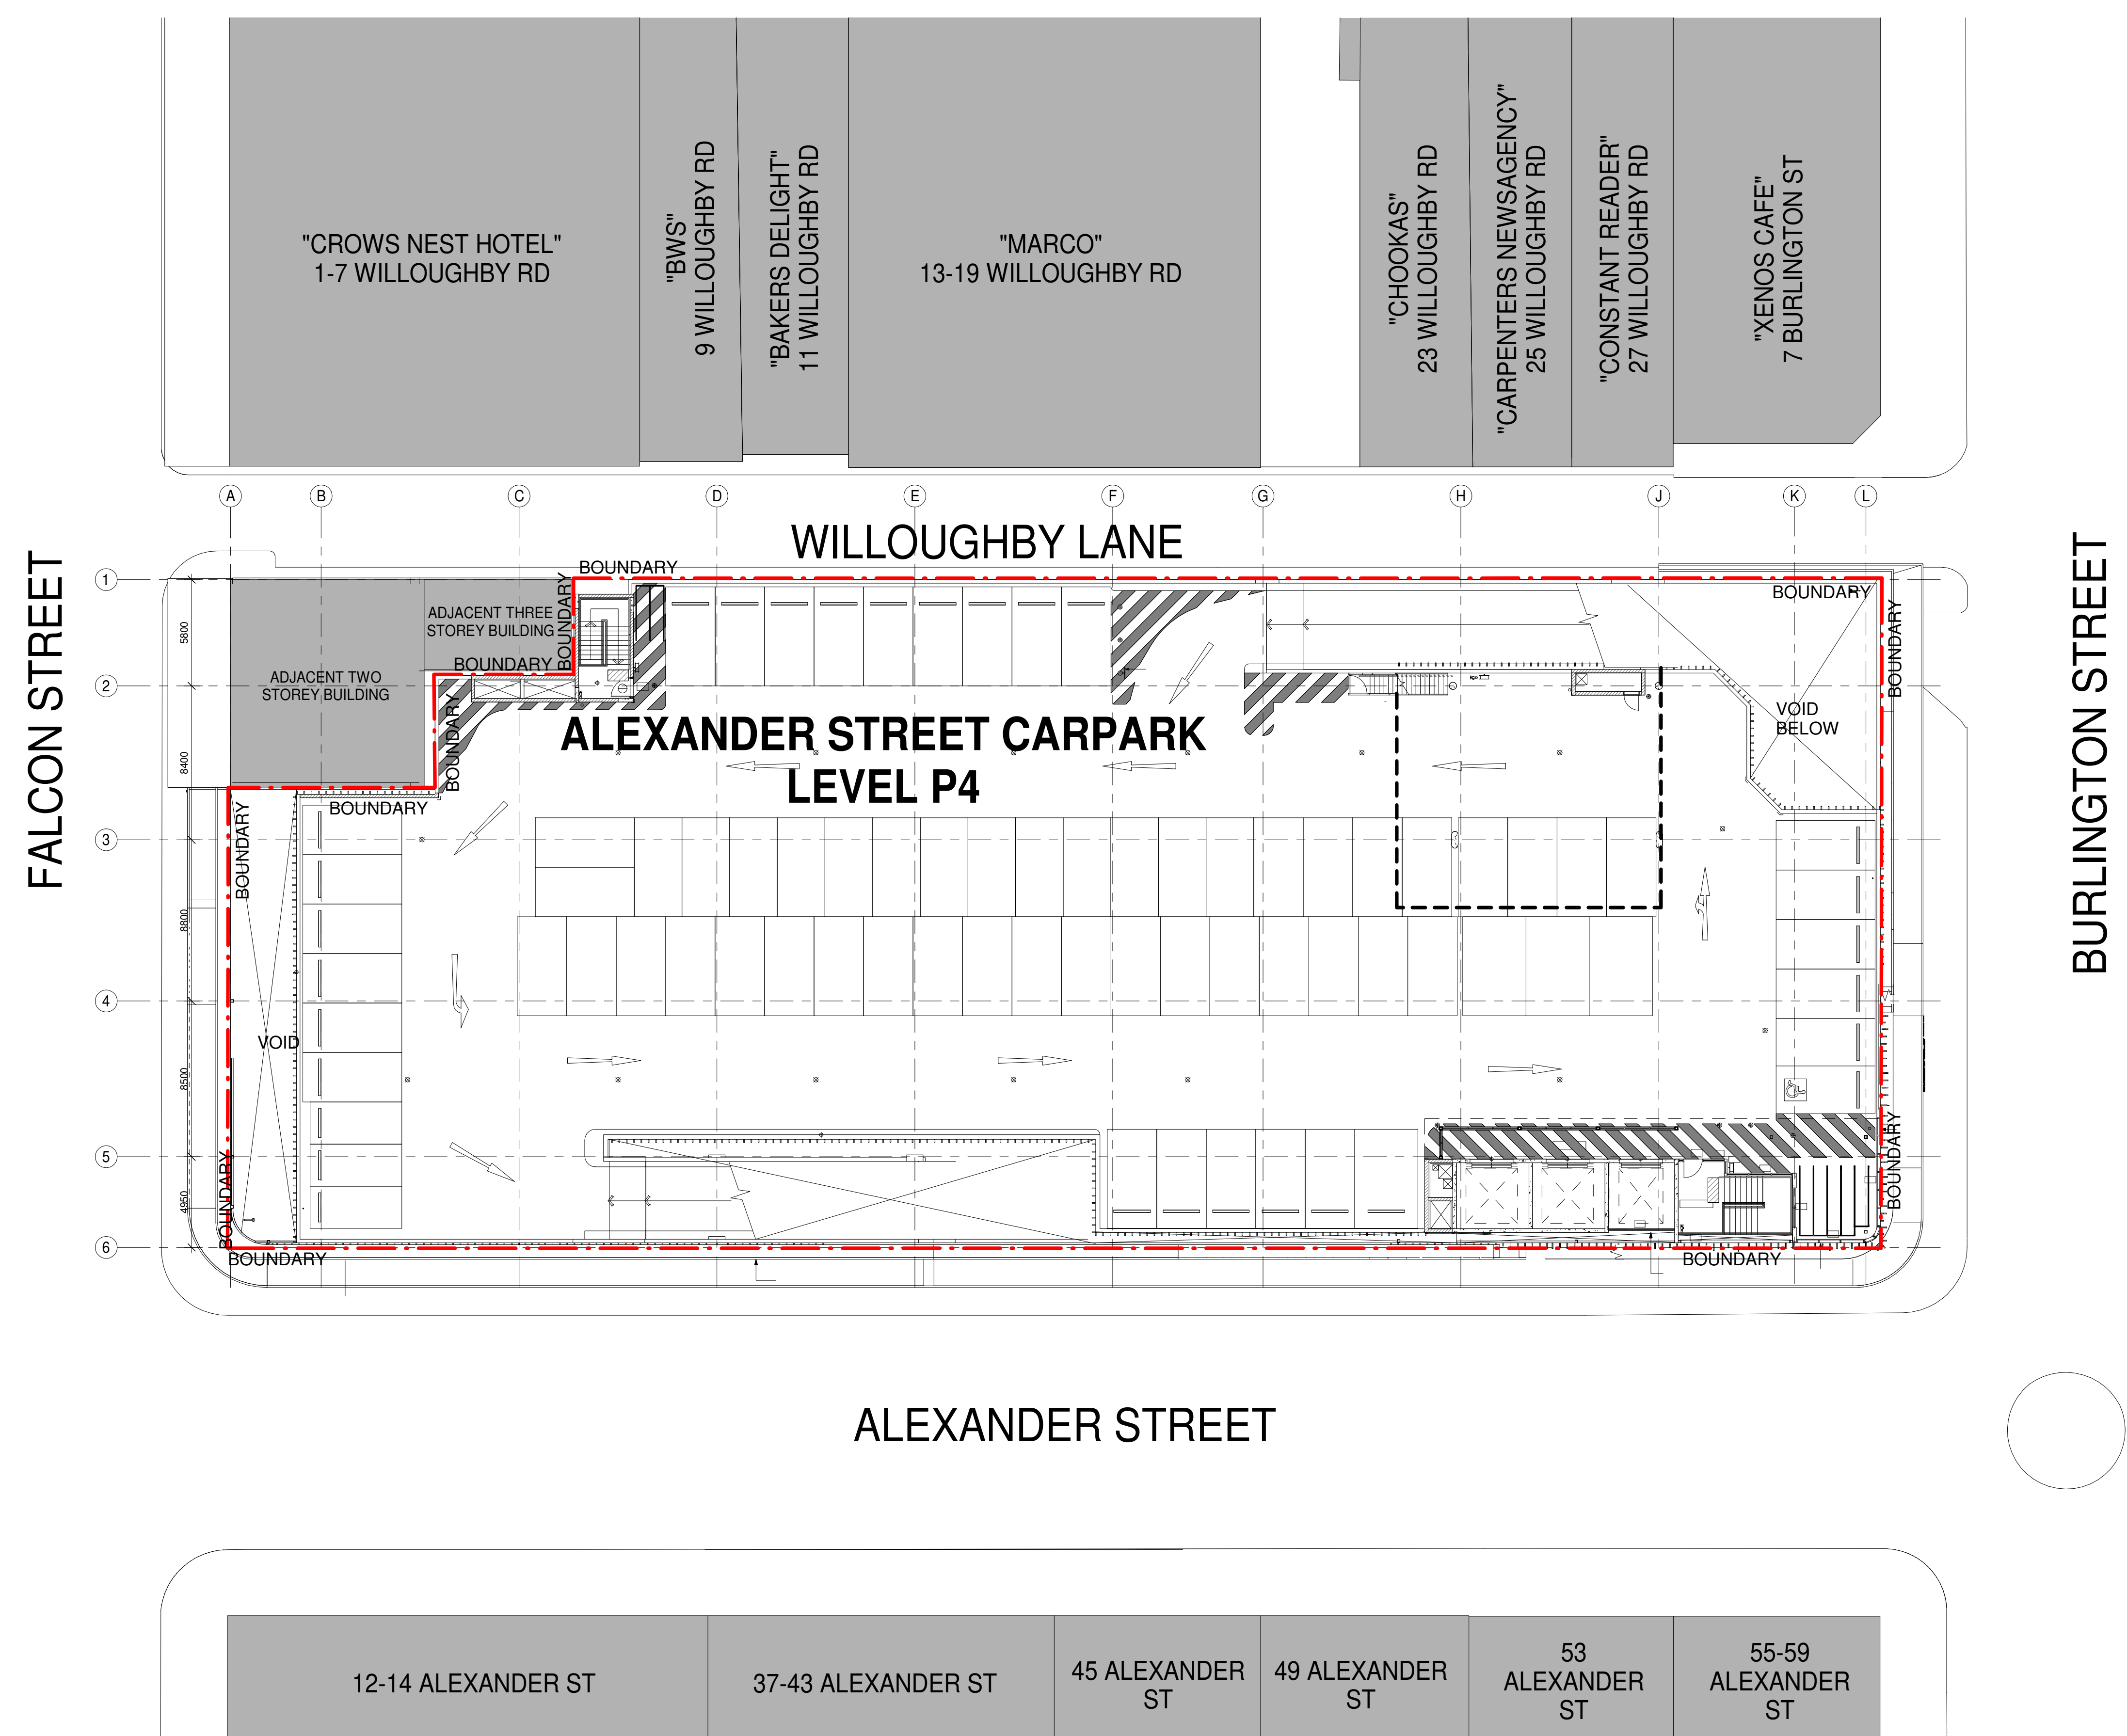 "CROWS NEST HOTEL"
1-7 WILLOUGHBY RD
"BWS"
9 WILLOUGHBY RD
"BAKERS DELIGHT"
11 WILLOUGHBY RD
"MARCO"
13-19 WILLOUGHBY RD
"CHOOKAS"
23 WILLOUGHBY RD
"CARPENTERS NEWSAGENCY"
25 WILLOUGHBY RD
"CONSTANT READER"
27 WILLOUGHBY RD
"XENOS CAFE"
7 BURLINGTON ST
A
B
C
D
E
F
G
H
J
K
L
WILLOUGHBY LANE
FALCON STREET
BURLINGTON STREET
1
2
3
4
5
6
5800
8400
8800
8500
4950
BOUNDARY
BOUNDARY
BOUNDARY
BOUNDARY
BOUNDARY
BOUNDARY
BOUNDARY
BOUNDARY
BOUNDARY
BOUNDARY
BOUNDARY
BOUNDARY
BOUNDARY
ADJACENT THREE
STOREY BUILDING
ADJACENT TWO
STOREY BUILDING
ALEXANDER STREET CARPARK
LEVEL P4
VOID
BELOW
VOID
ALEXANDER STREET
12-14 ALEXANDER ST
37-43 ALEXANDER ST
45 ALEXANDER
ST
49 ALEXANDER
ST
53
ALEXANDER
ST
55-59
ALEXANDER
ST